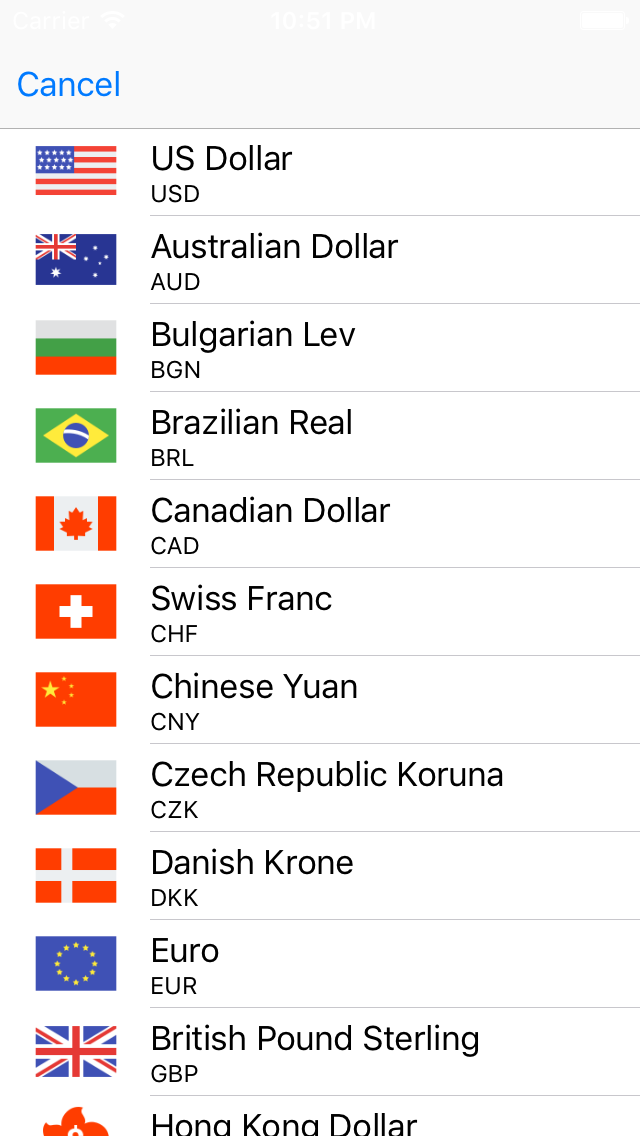 Carrier 10:51 PM
Cancel
US Dollar
USD
Australian Dollar
AUD
Bulgarian Lev
BGN
Brazilian Real
BRL
Canadian Dollar
CAD
Swiss Franc
CHF
Chinese Yuan
CNY
Czech Republic Koruna
CZK
Danish Krone
DKK
Euro
EUR
British Pound Sterling
GBP
Hong Kong Dollar